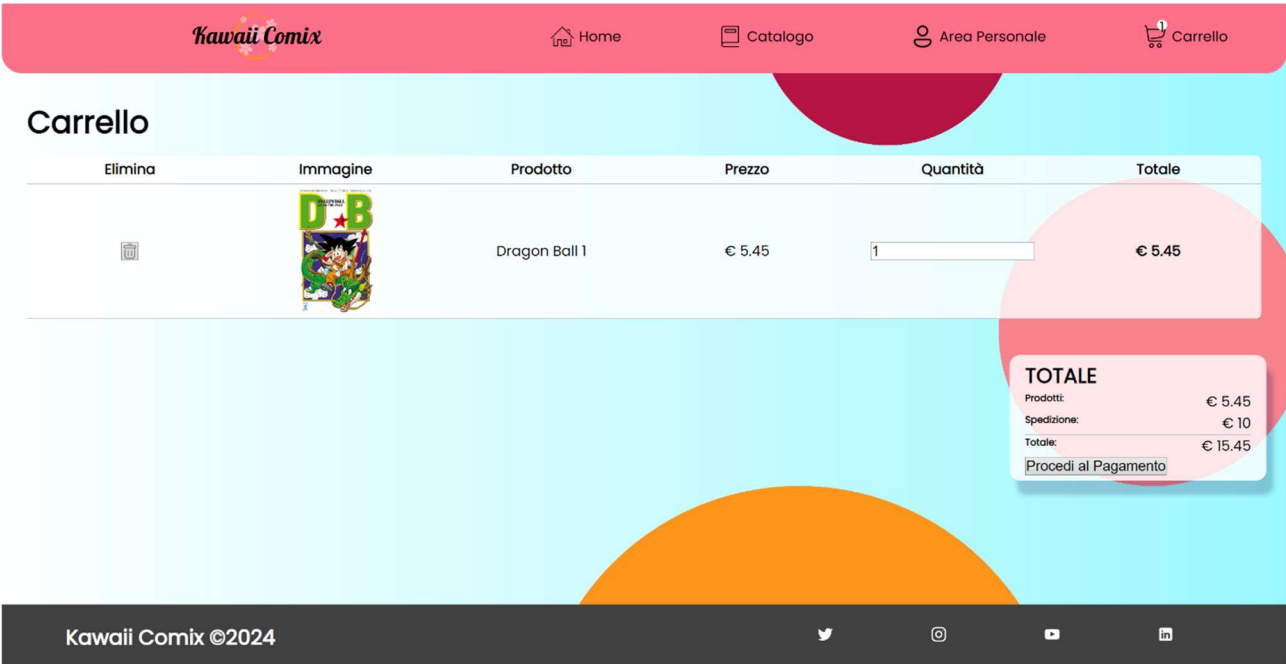 Kawaii Comix
Home
Catalogo
Area Personale
1
Carrello
Carrello
Elimina Immagine Prodotto Prezzo Quantità Totale
D★B
Dragon Ball 1 € 5.45 1 € 5.45
TOTALE
Prodotti: € 5.45
Spedizione: € 10
Totale: € 15.45
Procedi al Pagamento
Kawaii Comix ©2024